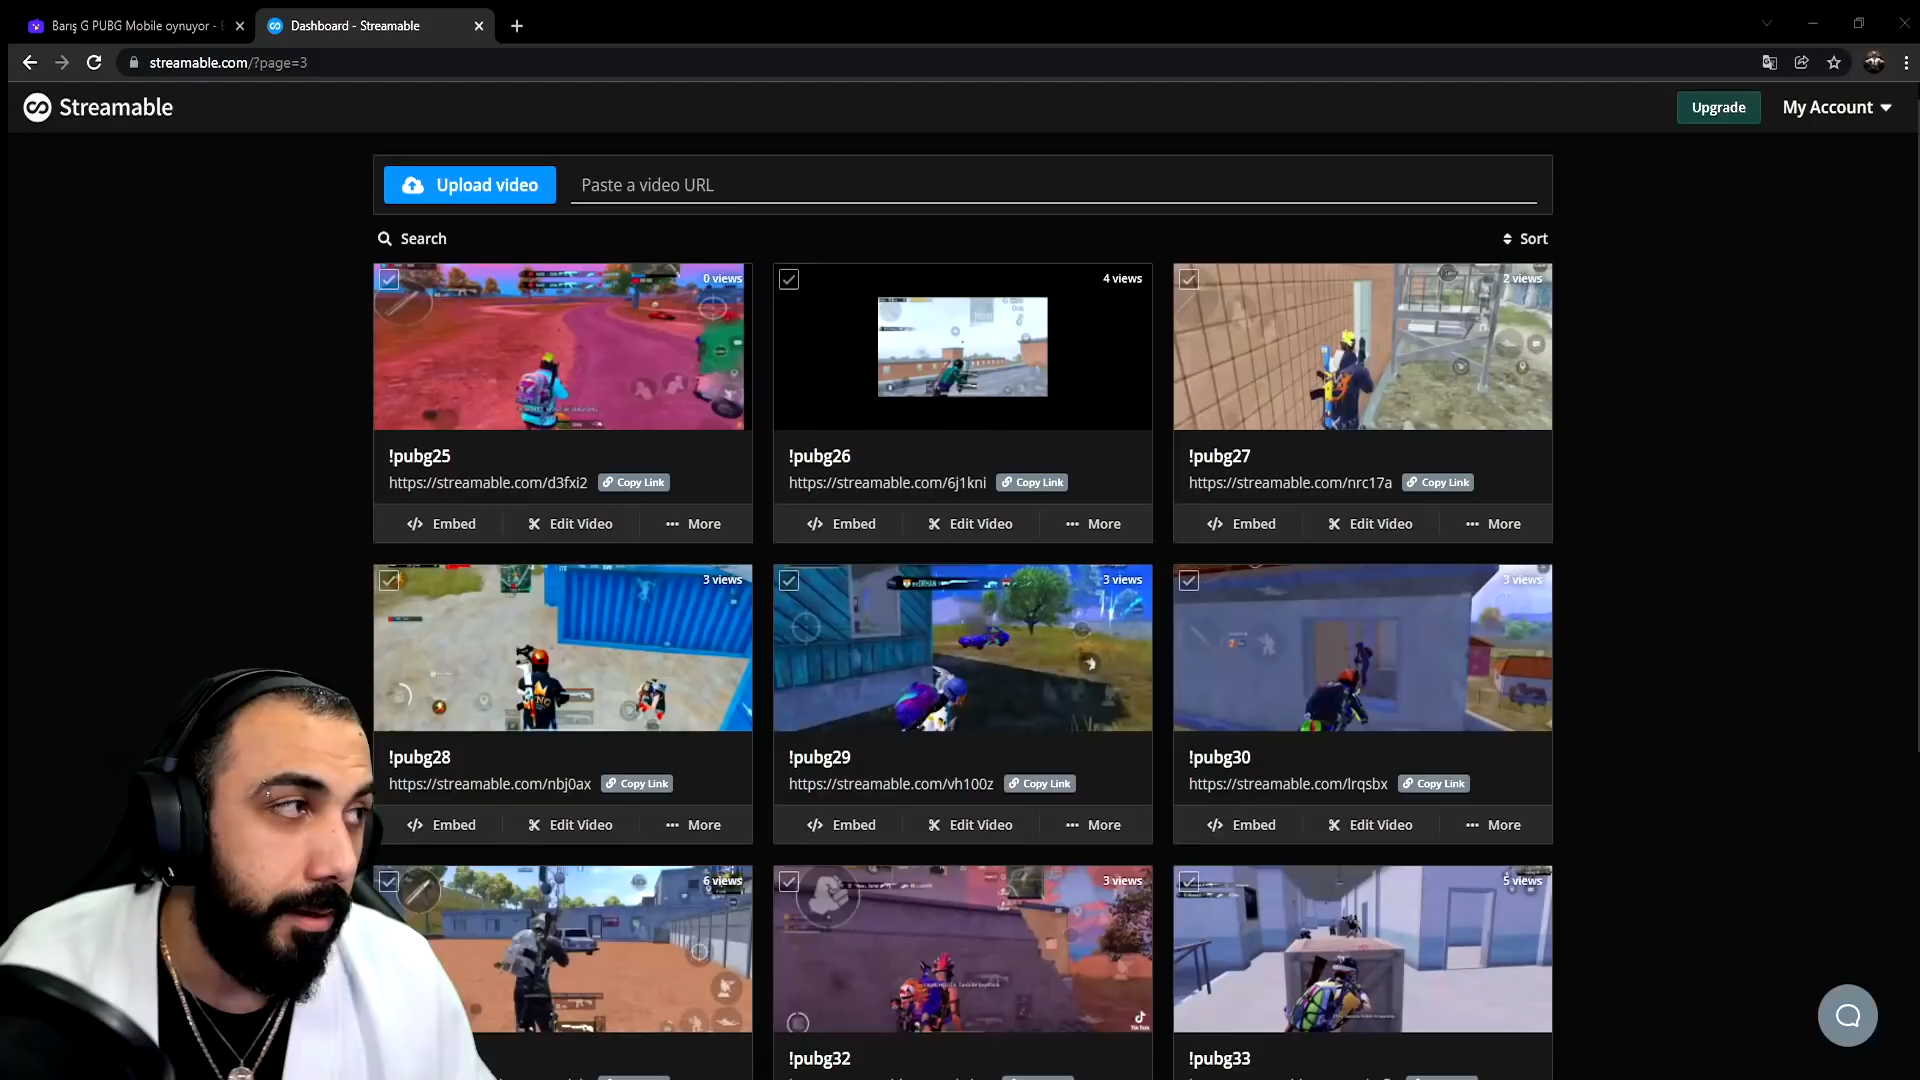 Barış G PUBG Mobile oynuyor -
Dashboard - Streamable
streamable.com/?page=3
Streamable
Upgrade
My Account
Upload video
Paste a video URL
Search
Sort
0 views
4 views
2 views
!pubg25
!pubg26
!pubg27
https://streamable.com/d3fxi2 Copy Link
https://streamable.com/6j1kni Copy Link
https://streamable.com/nrc17a Copy Link
Embed Edit Video More
Embed Edit Video More
Embed Edit Video More
3 views
3 views
3 views
!pubg28
!pubg29
!pubg30
https://streamable.com/nbj0ax Copy Link
https://streamable.com/vh100z Copy Link
https://streamable.com/lrqsbx Copy Link
Embed Edit Video More
Embed Edit Video More
Embed Edit Video More
6 views
3 views
5 views
TikTok
!pubg32
!pubg33